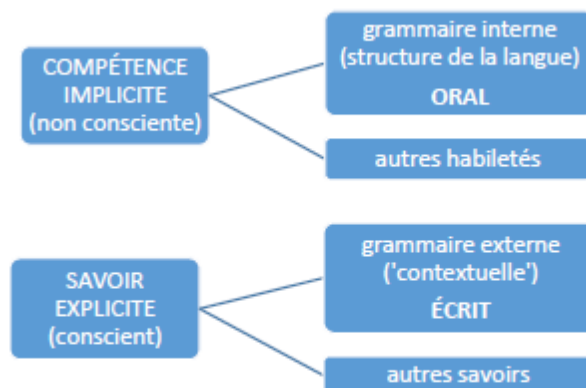 COMPÉTENCE
IMPLICITE
(non consciente)
grammaire interne
(structure de la langue)
ORAL
autres habiletés
SAVOIR
EXPLICITE
(conscient)
grammaire externe
('contextuelle')
ÉCRIT
autres savoirs